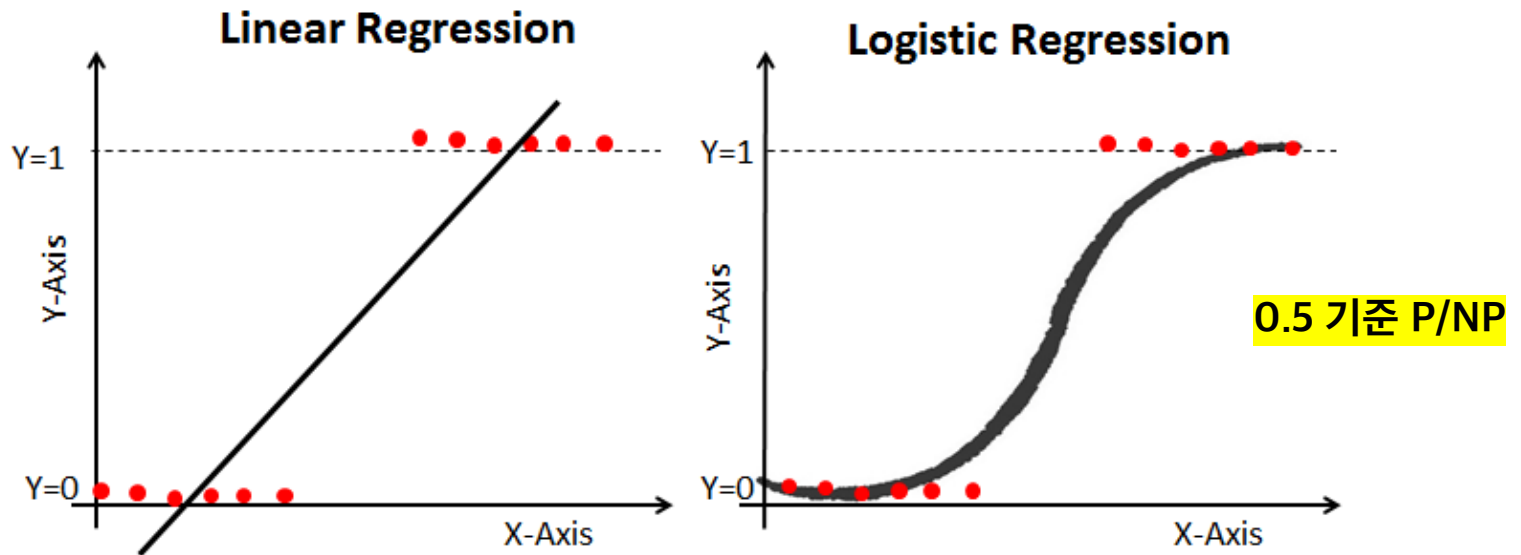 Linear Regression
Y=1
Y-Axis
Y=0
X-Axis
Logistic Regression
Y=1
Y-Axis
Y=0
X-Axis
0.5 기준 P/NP